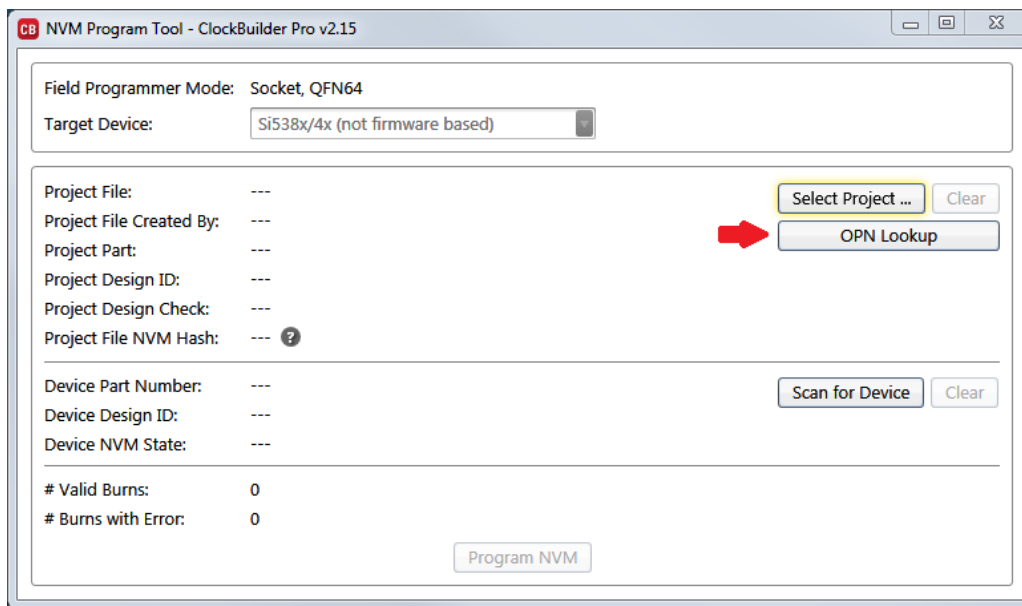 CB NVM Program Tool - ClockBuilder Pro v2.15
Field Programmer Mode: Socket, QFN64
Target Device: Si538x/4x (not firmware based)
Project File: --- Select Project ... Clear
Project File Created By: ---
OPN Lookup
Project Part: ---
Project Design ID: ---
Project Design Check: ---
Project File NVM Hash: --- ?
Device Part Number: --- Scan for Device Clear
Device Design ID: ---
Device NVM State: ---
# Valid Burns: 0
# Burns with Error: 0
Program NVM